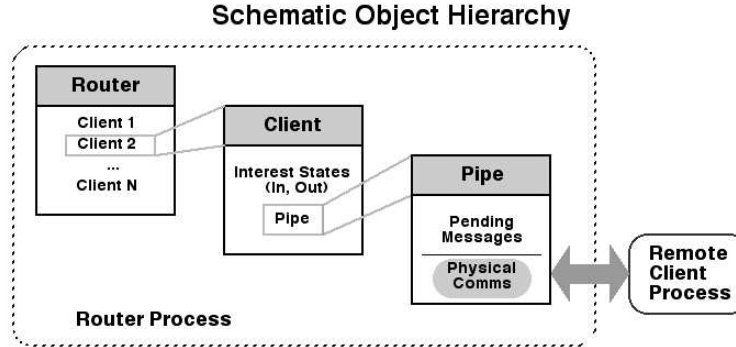 Schematic Object Hierarchy
Router
Client 1
Client 2
...
Client N
Client
Interest States
(In, Out)
Pipe
Pipe
Pending
Messages
Physical
Comms
Remote
Client
Process
Router Process